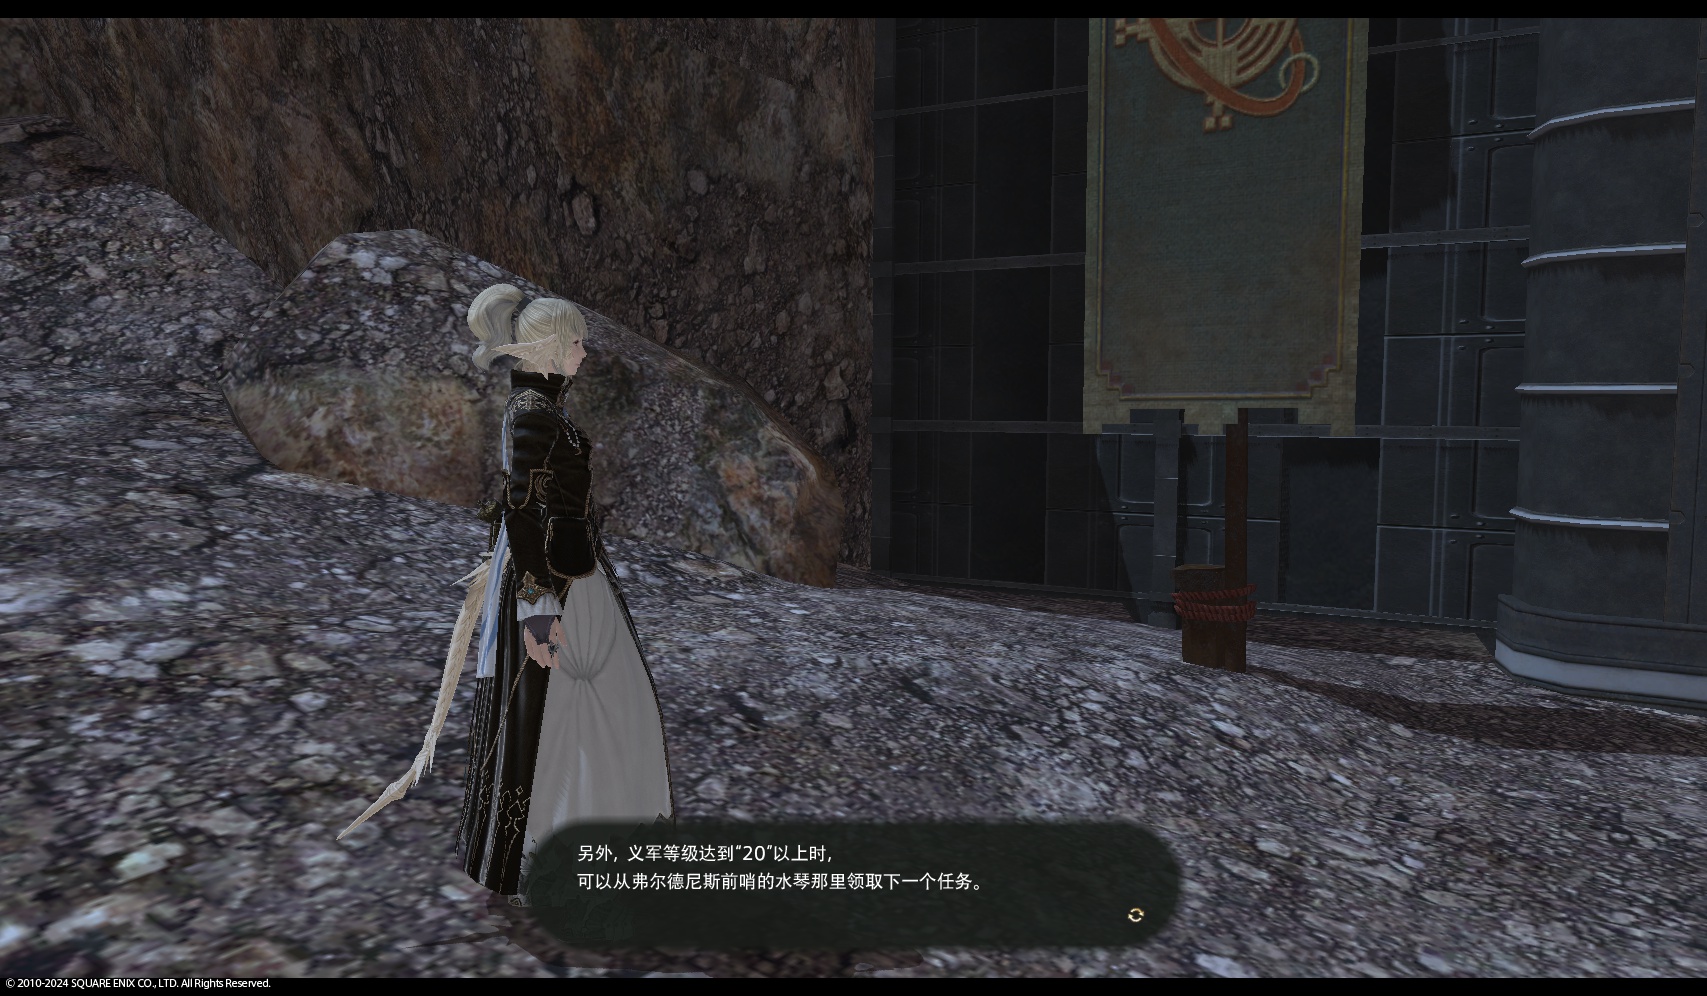 另外，义军等级达到“20”以上时，
可以从弗尔德尼斯前哨的水琴那里领取下一个任务。
© 2010-2024 SQUARE ENIX CO., LTD. All Rights Reserved.